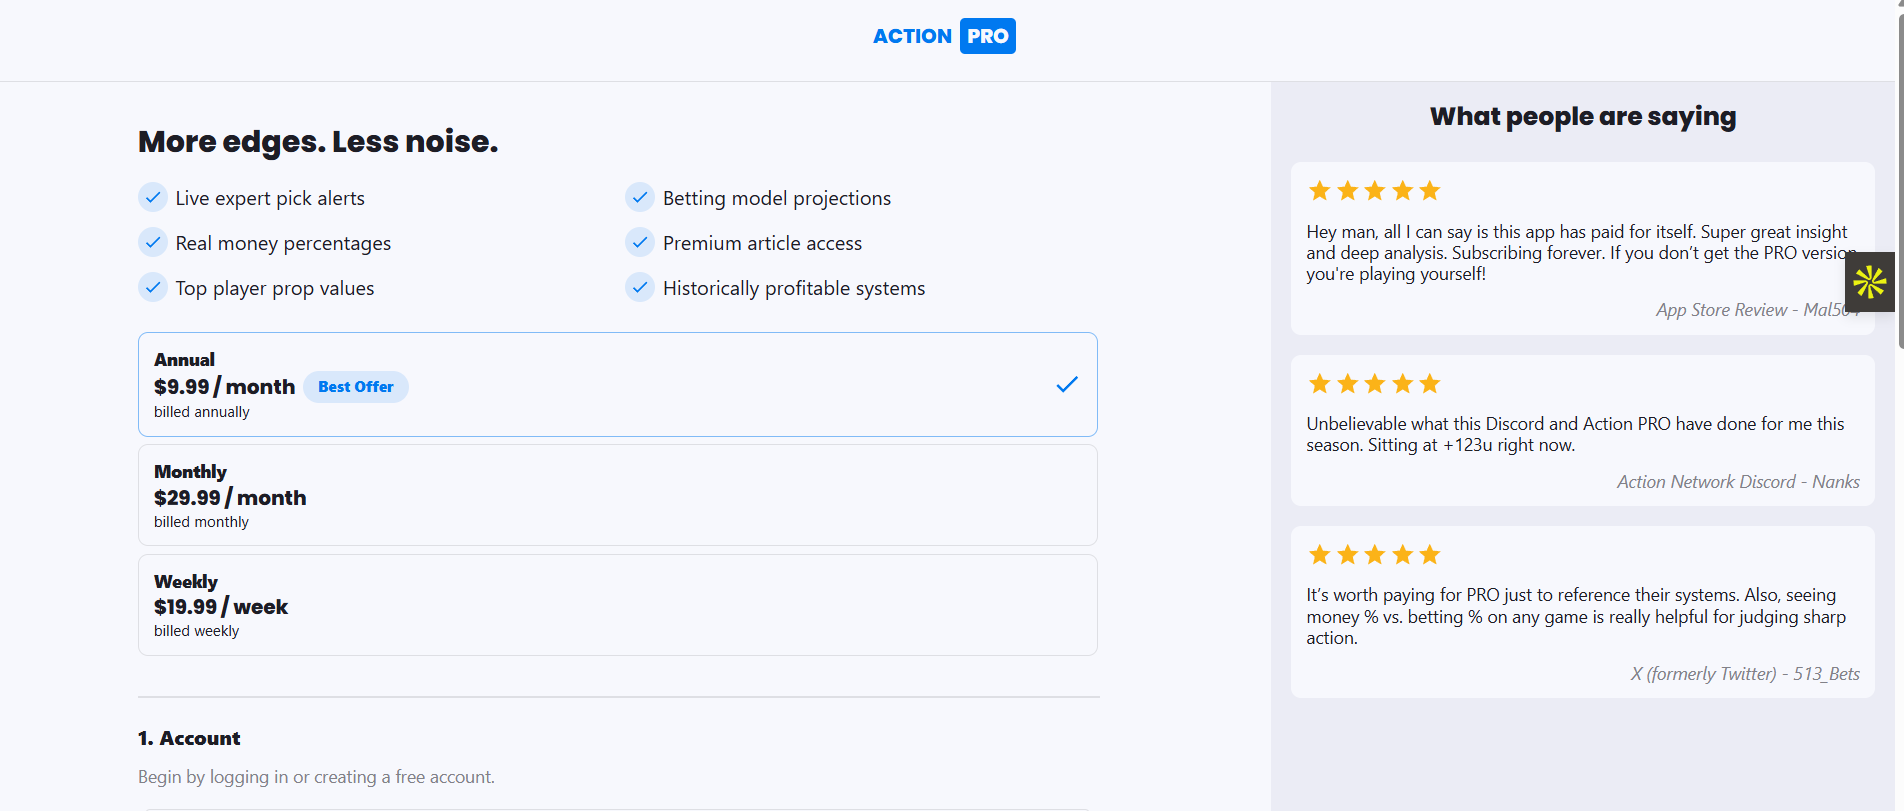 ACTION PRO
More edges. Less noise.
Live expert pick alerts
Betting model projections
Real money percentages
Premium article access
Top player prop values
Historically profitable systems
Annual
$9.99 / month Best Offer
billed annually
Monthly
$29.99 / month
billed monthly
Weekly
$19.99 / week
billed weekly
1. Account
Begin by logging in or creating a free account.
What people are saying
Hey man, all I can say is this app has paid for itself. Super great insight
and deep analysis. Subscribing forever. If you don’t get the PRO version
you're playing yourself!
App Store Review -
Unbelievable what this Discord and Action PRO have done for me this
season. Sitting at +123u right now.
Action Network Discord - Nanks
It’s worth paying for PRO just to reference their systems. Also, seeing
money % vs. betting % on any game is really helpful for judging sharp
action.
X (formerly Twitter) - 513_Bets